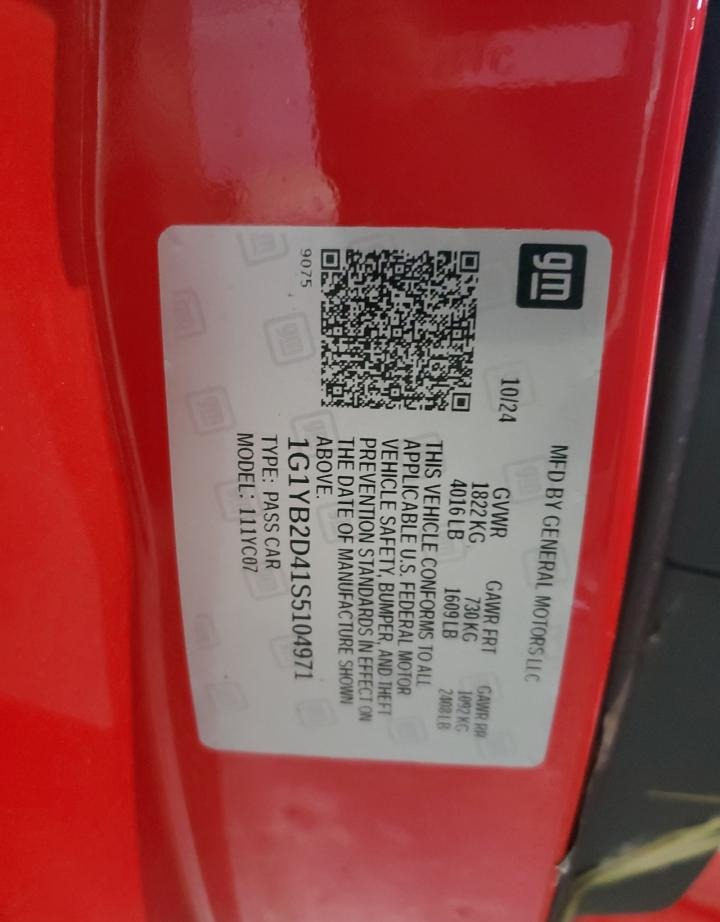 gm
MFD BY GENERAL MOTORS LLC
10/24
GVWR GAWR FRT GAWR RR
1822 KG 730 KG 1092 KG
4016 LB 1609 LB 2408 LB
THIS VEHICLE CONFORMS TO ALL
APPLICABLE U.S. FEDERAL MOTOR
VEHICLE SAFETY, BUMPER, AND THEFT
PREVENTION STANDARDS IN EFFECT ON
THE DATE OF MANUFACTURE SHOWN
ABOVE.
9075
1G1YB2D41S5104971
TYPE: PASS CAR
MODEL: 111YC07